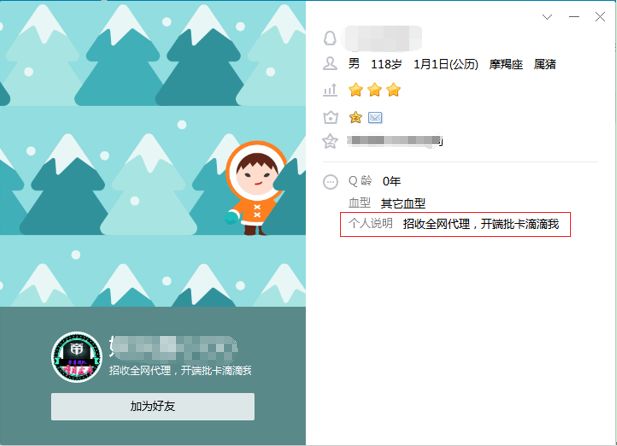 男 118岁 1月1日(公历) 摩羯座 属猪
Q 龄 0年
血型 其它血型
个人说明 招收全网代理，开端批卡滴滴我
招收全网代理，开端批卡滴滴我
加为好友